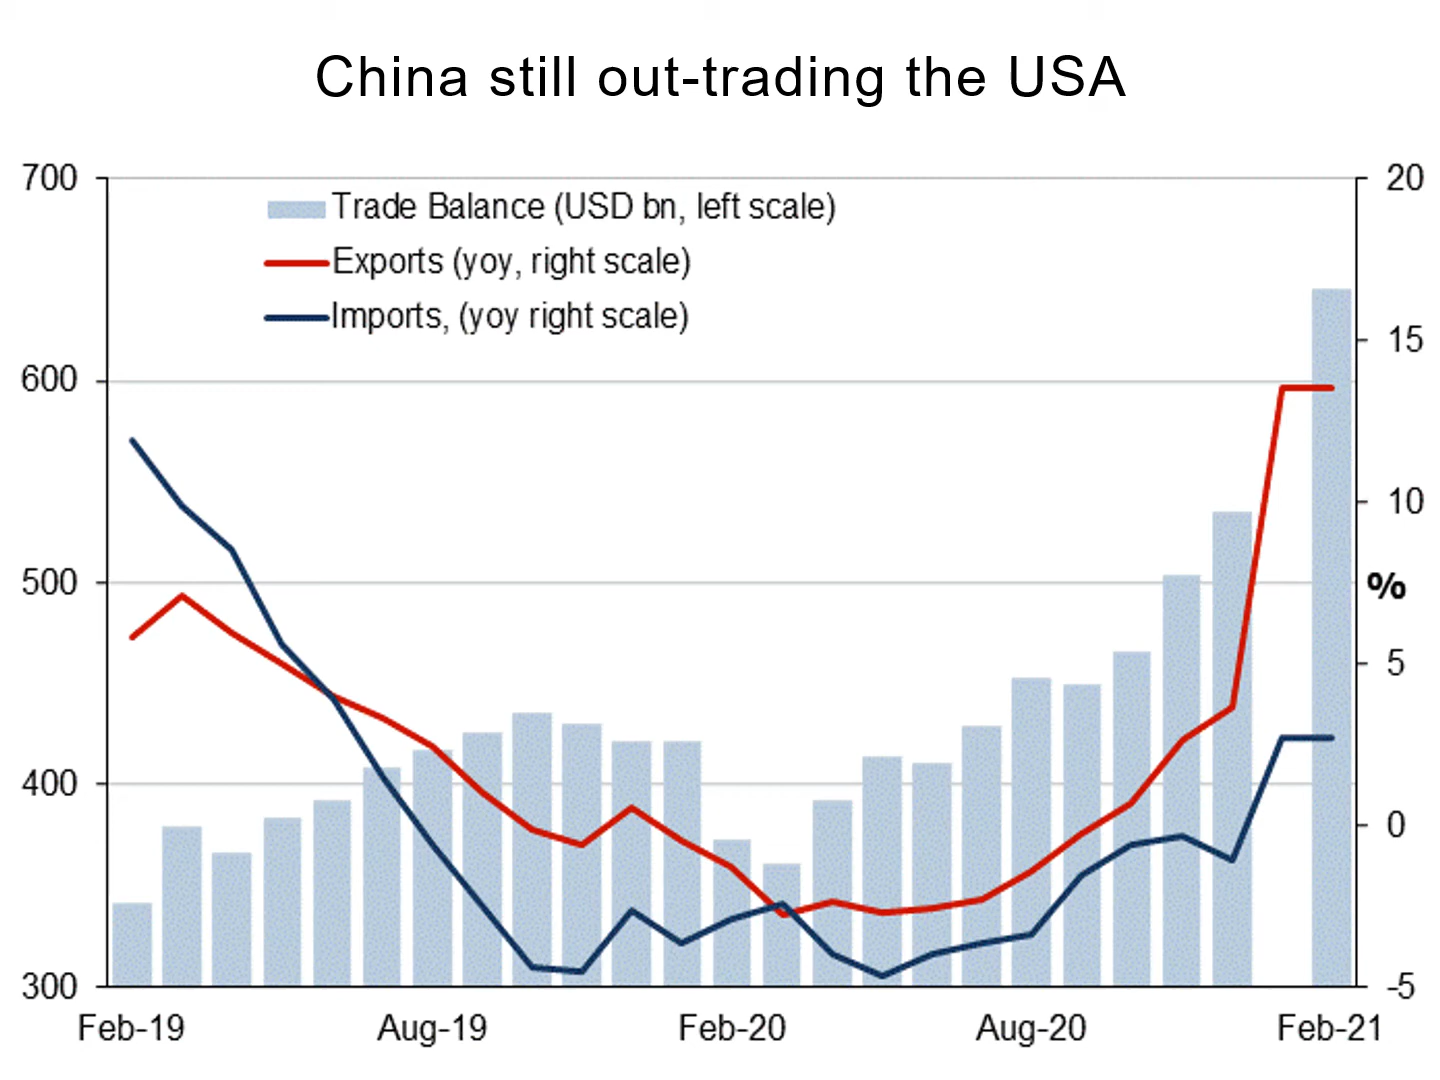 China still out-trading the USA
Trade Balance (USD bn, left scale)
Exports (yoy, right scale)
Imports, (yoy right scale)
700
600
500
400
300
20
15
10
%
5
0
-5
Feb-19
Aug-19
Feb-20
Aug-20
Feb-21